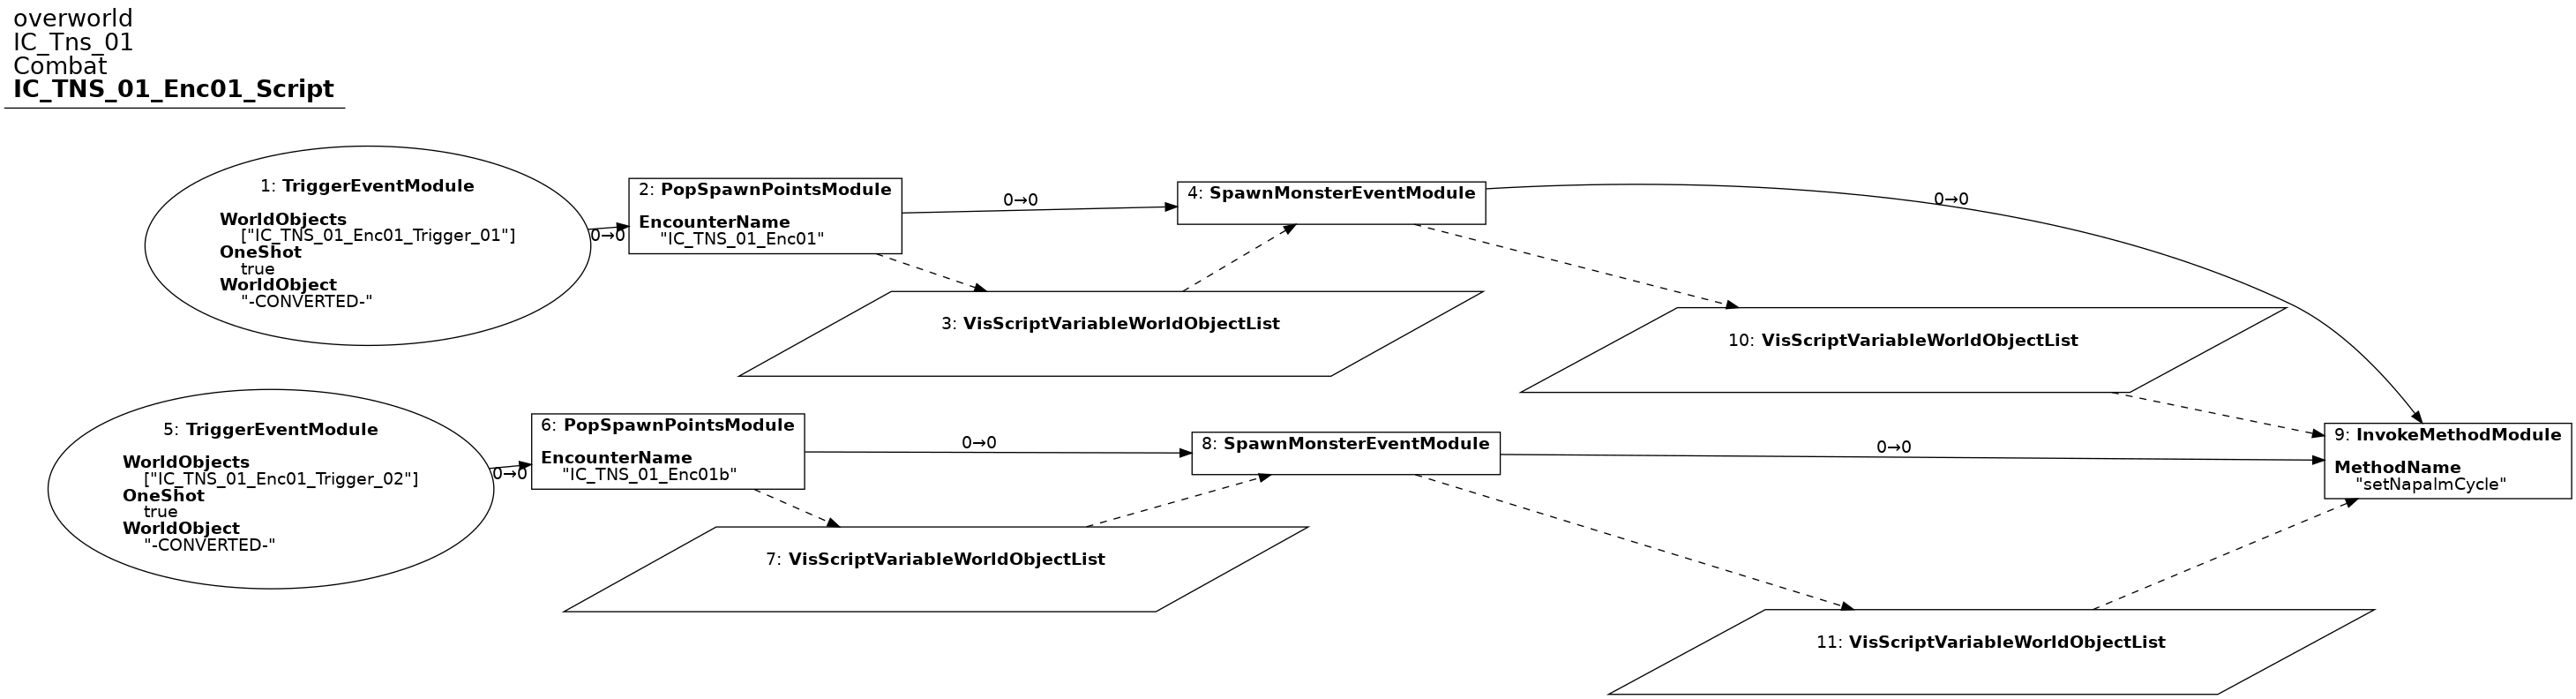 overworld
IC_Tns_01
Combat
IC_TNS_01_Enc01_Script
1: TriggerEventModule
WorldObjects
["IC_TNS_01_Enc01_Trigger_01"]
OneShot
true
WorldObject
"-CONVERTED-"
0→0
2: PopSpawnPointsModule
EncounterName
"IC_TNS_01_Enc01"
0→0
4: SpawnMonsterEventModule
0→0
3: VisScriptVariableWorldObjectList
10: VisScriptVariableWorldObjectList
5: TriggerEventModule
WorldObjects
["IC_TNS_01_Enc01_Trigger_02"]
OneShot
true
WorldObject
"-CONVERTED-"
0→0
6: PopSpawnPointsModule
EncounterName
"IC_TNS_01_Enc01b"
0→0
8: SpawnMonsterEventModule
0→0
9: InvokeMethodModule
MethodName
"setNapalmCycle"
7: VisScriptVariableWorldObjectList
11: VisScriptVariableWorldObjectList